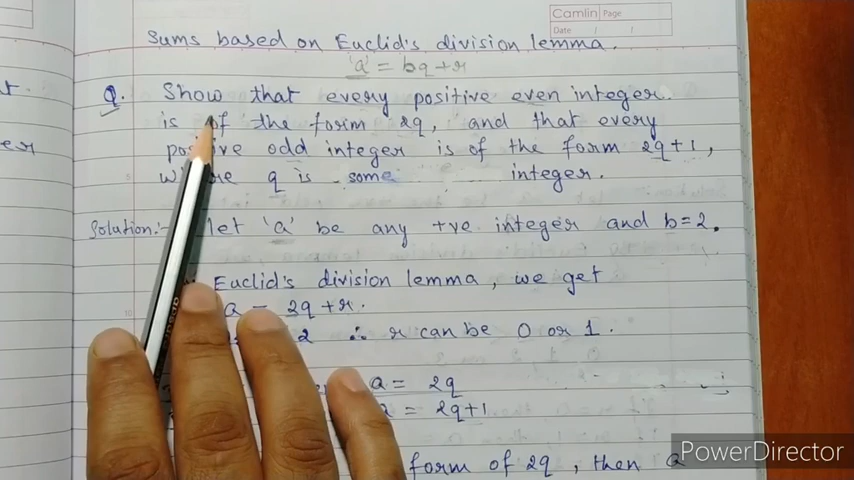 Camlin Page
Date / /
Sums based on Euclid's division lemma.
'a' = bq+r
Q. Show that every positive even integer
is of the form 2q, and that every
odd integer is of the form 2q+1,
q is some integer.
Solution:- let 'a' be any +ve integer and b=2.
Euclid's division lemma, we get
a = 2q+r.
2 ∴ r can be 0 or 1.
a = 2q
= 2q+1
form of 2q, then a
PowerDirector